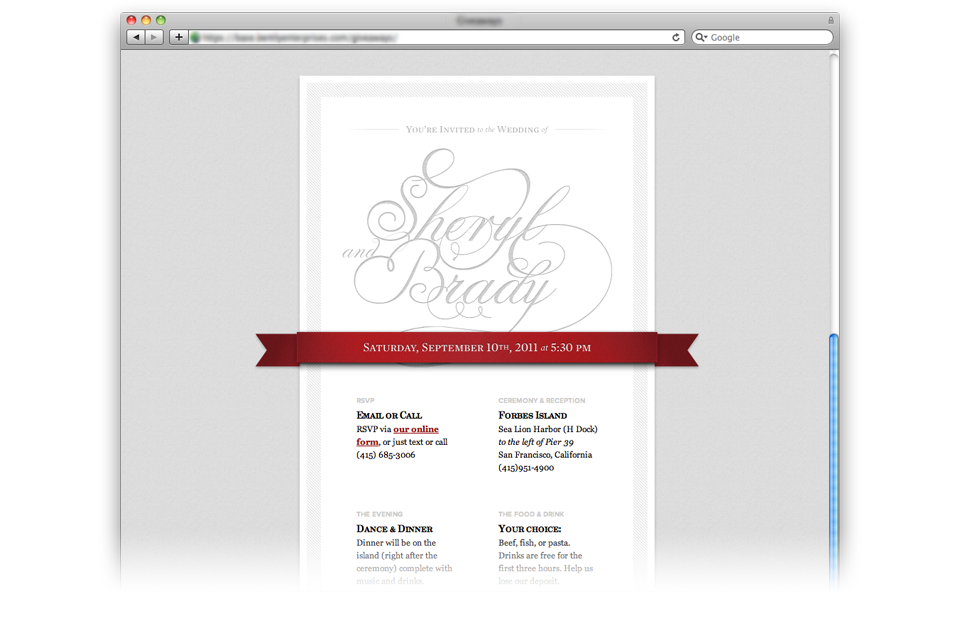 Google
You're Invited to the Wedding of
Sheryl
and
Brady
Saturday, September 10th, 2011 at 5:30 pm
RSVP
Email or Call
RSVP via our online
form, or just text or call
(415) 685-3006
CEREMONY & RECEPTION
Forbes Island
Sea Lion Harbor (H Dock)
to the left of Pier 39
San Francisco, California
(415)951-4900
THE EVENING
Dance & Dinner
Dinner will be on the
island (right after the
ceremony) complete with
music and drinks.
THE FOOD & DRINK
Your choice:
Beef, fish, or pasta.
Drinks are free for the
first three hours. Help us
lose our deposit.